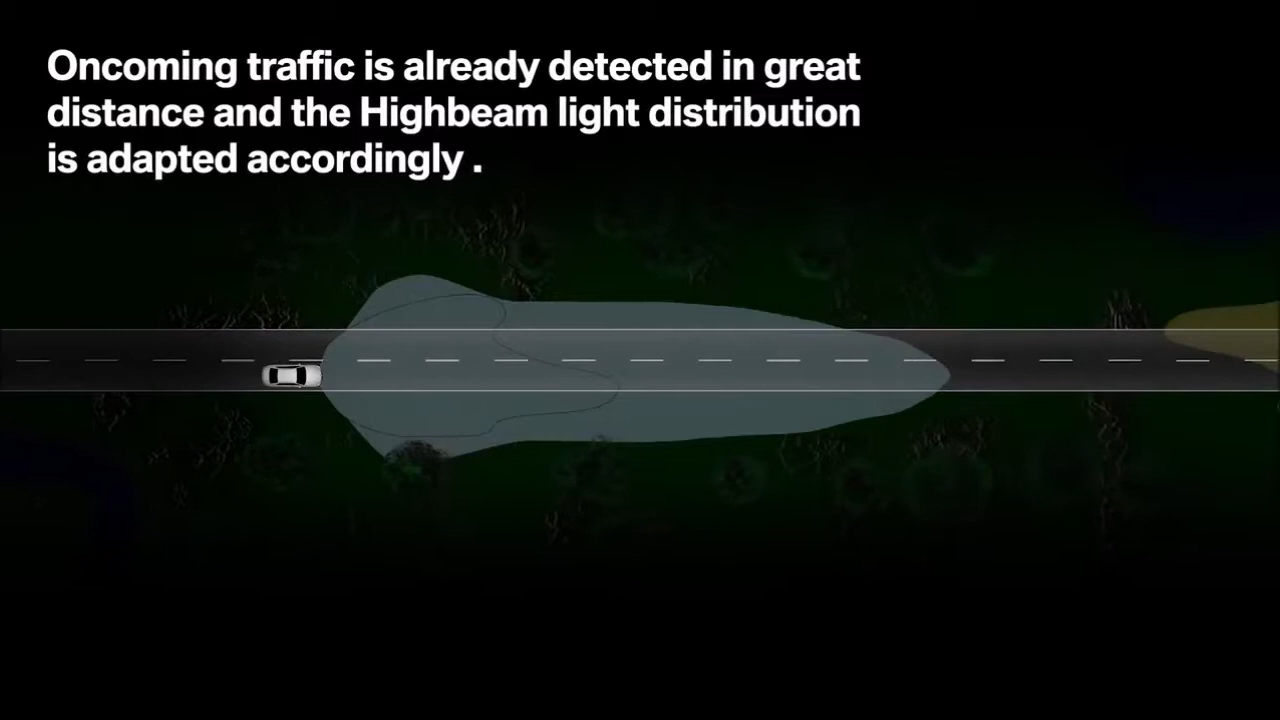 Oncoming traffic is already detected in great
distance and the Highbeam light distribution
is adapted accordingly .